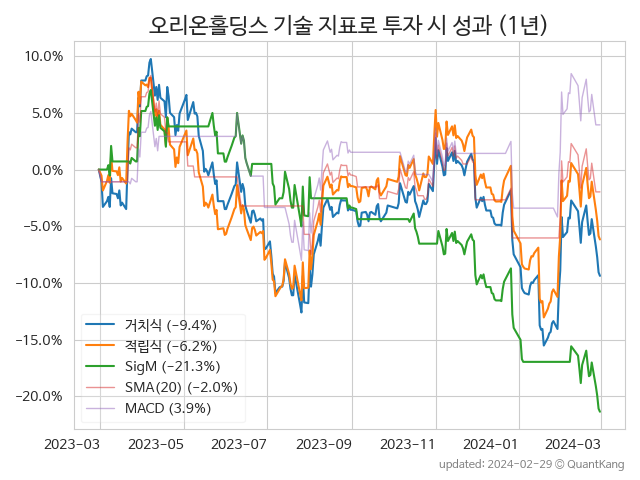 오리온홀딩스 기술 지표로 투자 시 성과 (1년)
10.0%
5.0%
0.0%
−5.0%
−10.0%
−15.0%
−20.0%
거치식 (−9.4%)
적립식 (−6.2%)
SigM (−21.3%)
SMA(20) (−2.0%)
MACD (3.9%)
2023-03 2023-05 2023-07 2023-09 2023-11 2024-01 2024-03
updated: 2024-02-29 © QuantKang